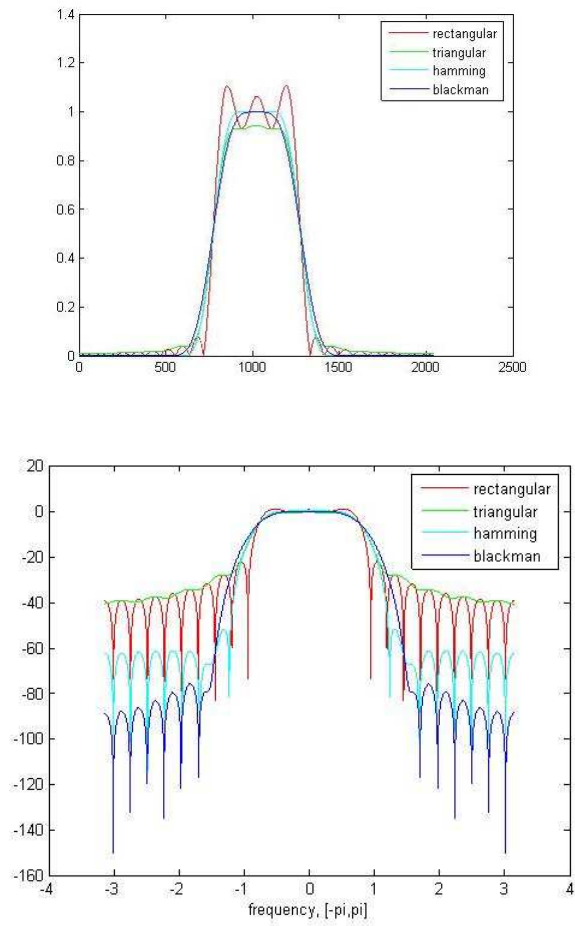 1.4
1.2
1
0.8
0.6
0.4
0.2
0
0 500 1000 1500 2000 2500
rectangular
triangular
hamming
blackman
20
0
-20
-40
-60
-80
-100
-120
-140
-160
-4 -3 -2 -1 0 1 2 3 4
rectangular
triangular
hamming
blackman
frequency, [-pi,pi]